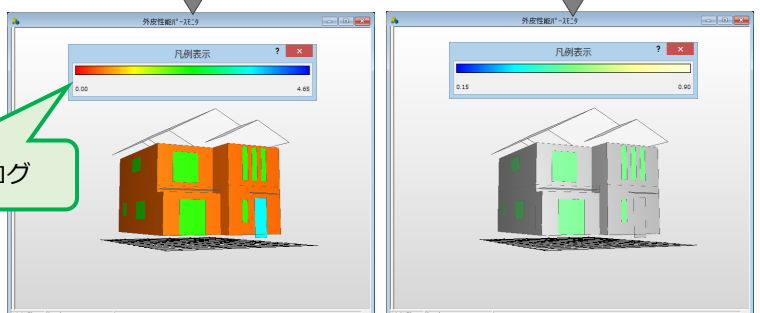 外皮性能パースモニタ
凡例表示
?
×
0.00
4.65
ログ
外皮性能パースモニタ
凡例表示
?
×
0.15
0.90